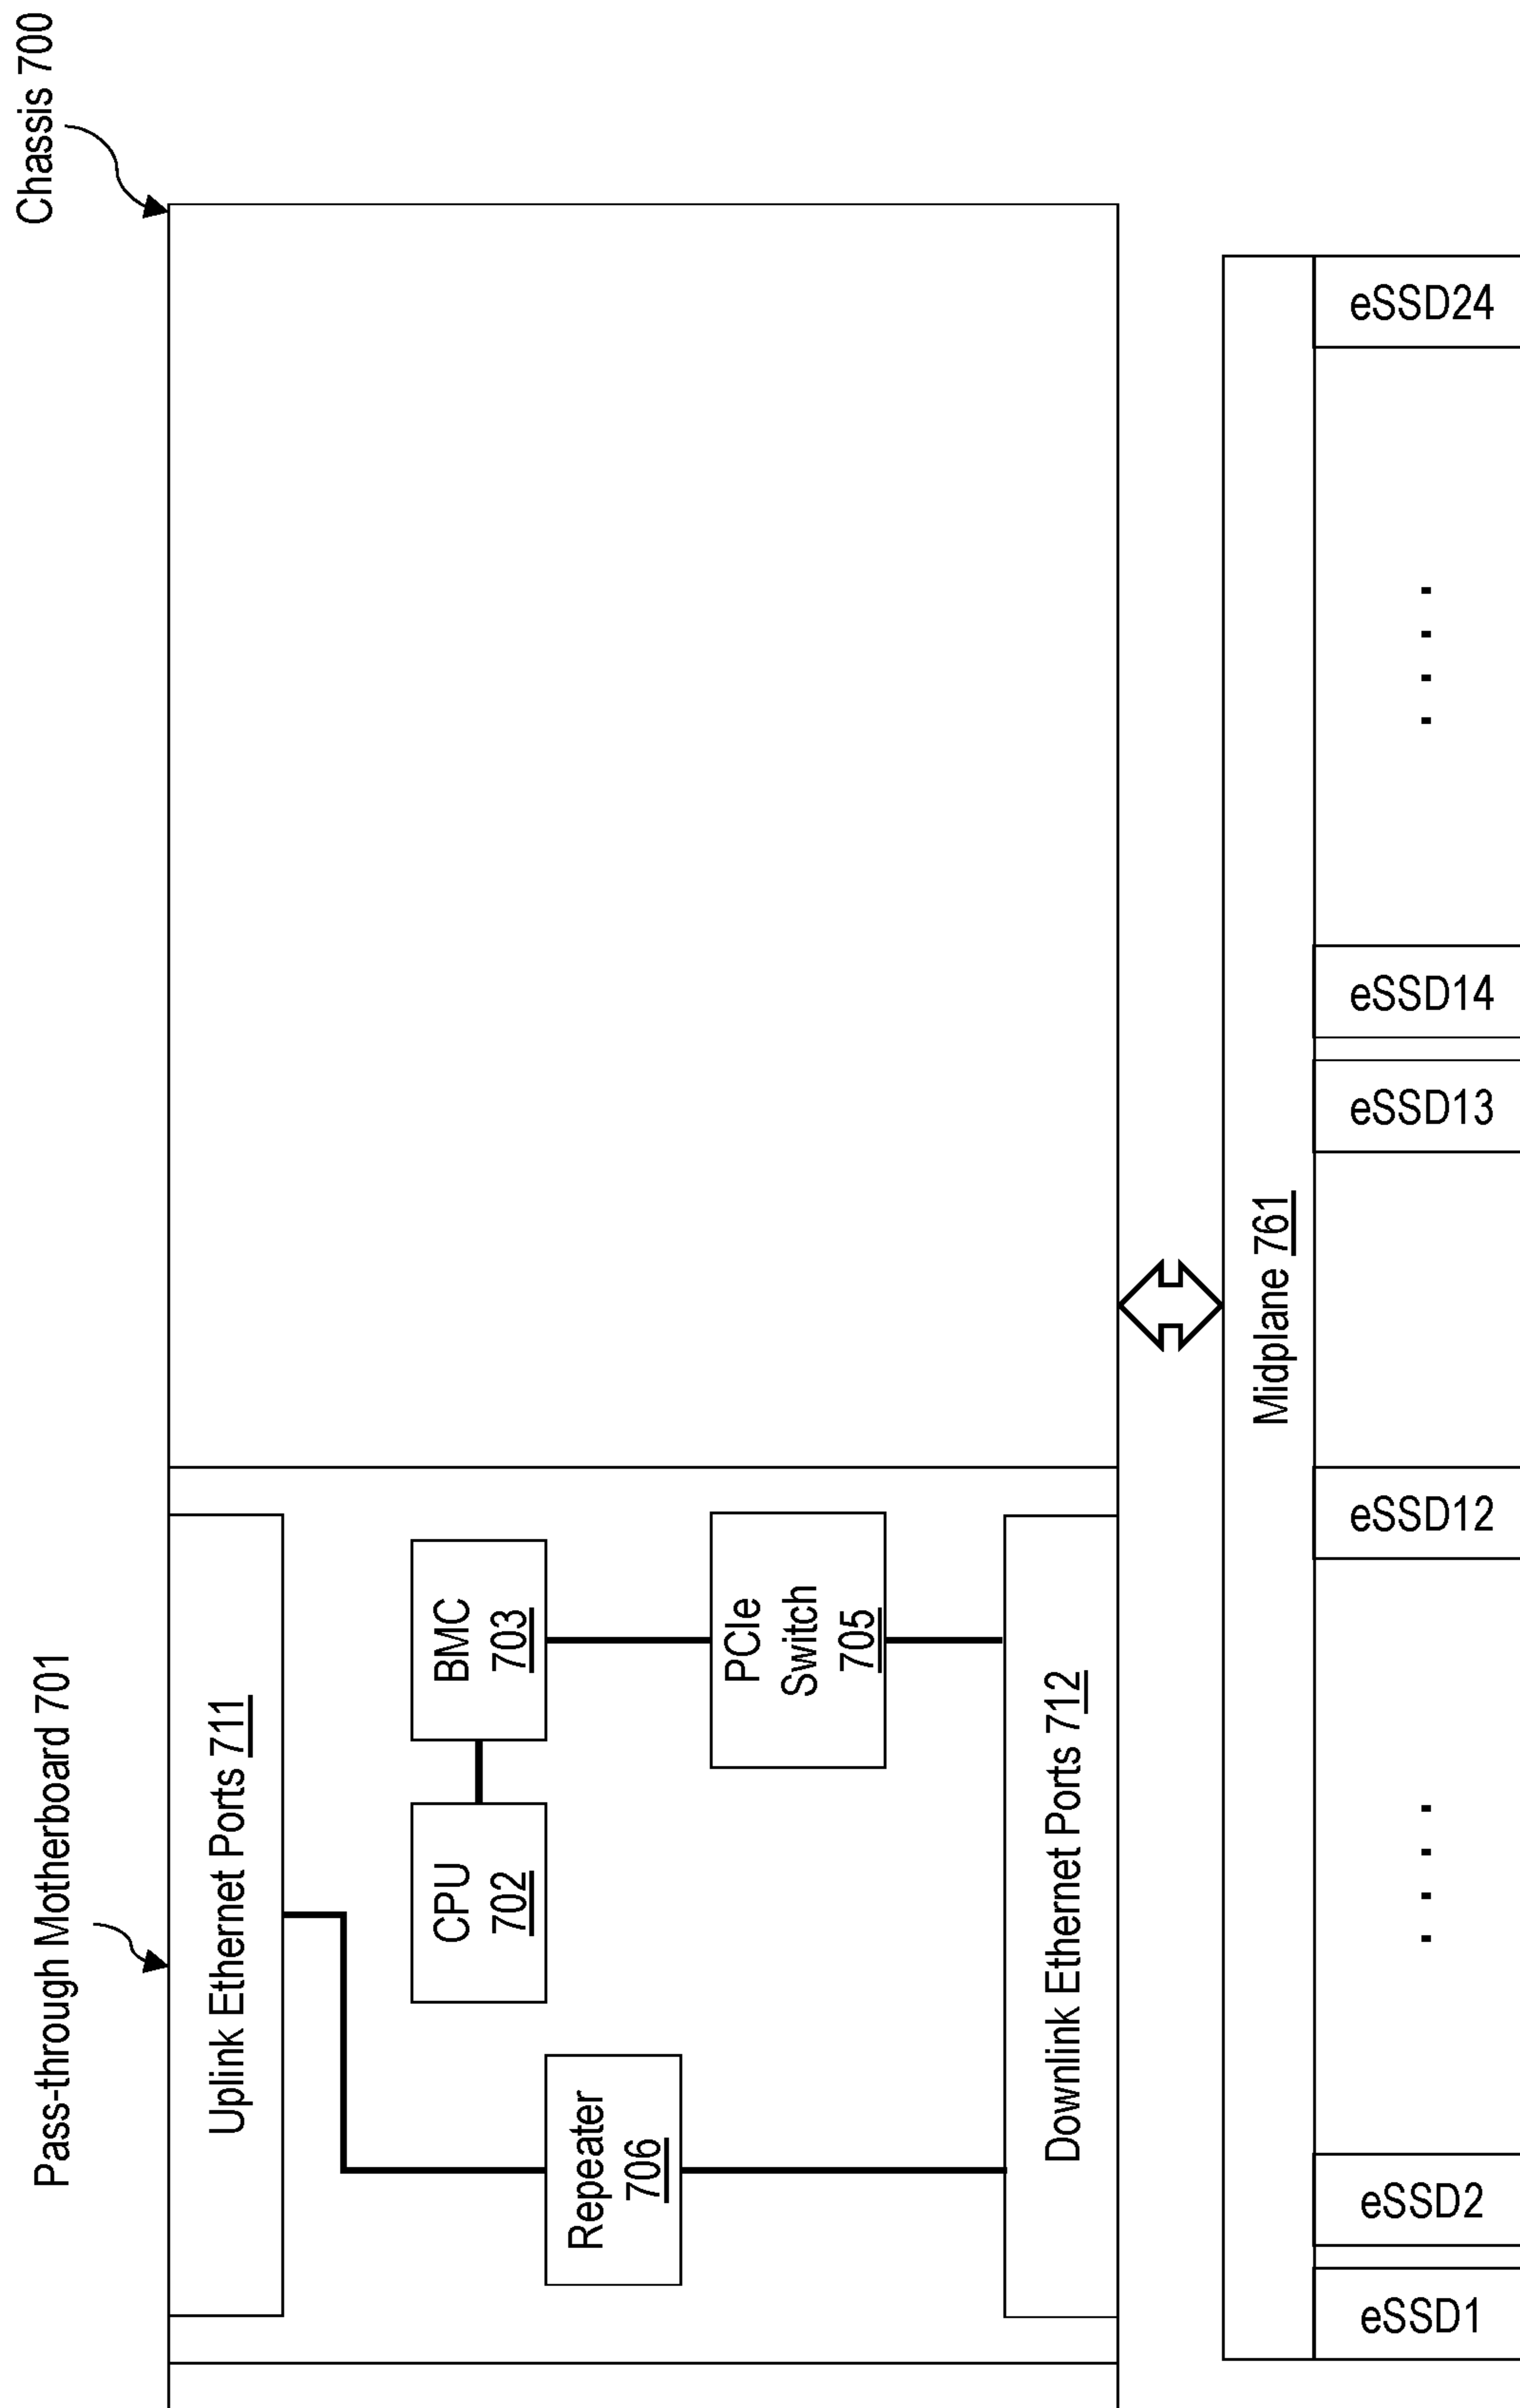 Chassis 700
Pass-through Motherboard 701
Uplink Ethernet Ports 711
CPU
702
BMC
703
Repeater
706
PCIe
Switch
705
Downlink Ethernet Ports 712
Midplane 761
eSSD1
eSSD2
. . . .
eSSD12
eSSD13
eSSD14
. . . .
eSSD24